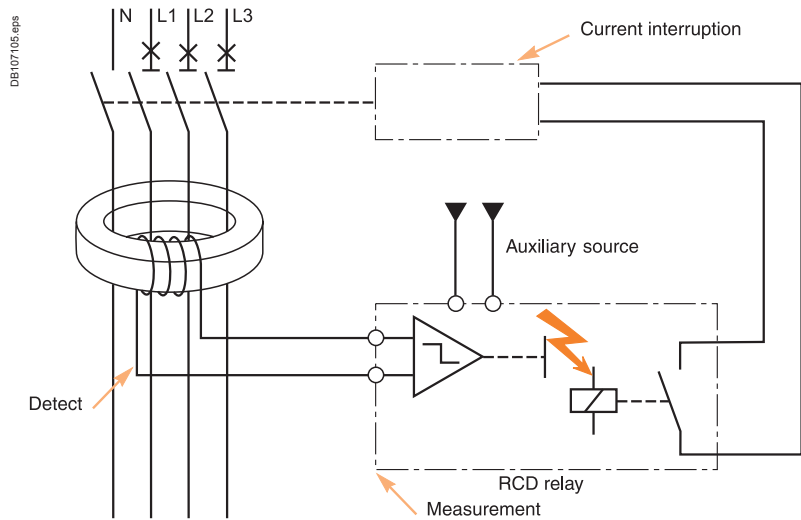 DB107105.eps
N L1 L2 L3
Current interruption
Auxiliary source
Detect
RCD relay
Measurement